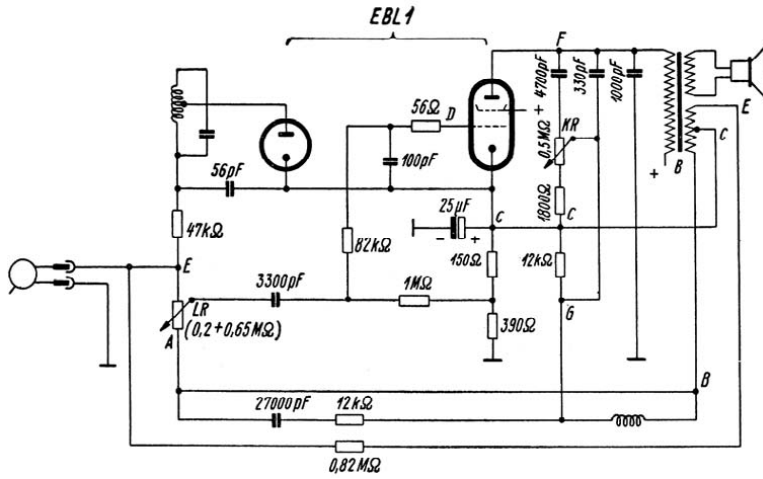 EBL1
F
4700pF
330pF
1000pF
56Ω
D
+
0,5MΩ
KR
E
C
B
+
100pF
56pF
25µF
C
C
- +
1800Ω
47kΩ
82kΩ
150Ω
12kΩ
E
3300pF
1MΩ
G
LR
(0,2+0,65MΩ)
A
390Ω
B
27000pF
12kΩ
0,82MΩ